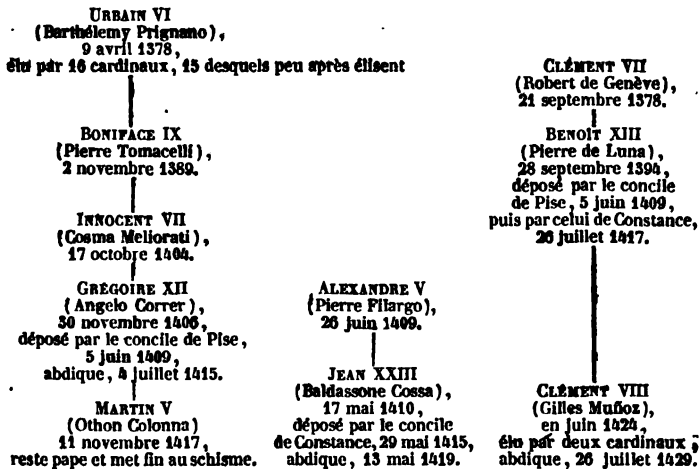 URBAIN VI
(Barthélemy Prignano),
9 avril 1378,
élu par 16 cardinaux, 15 desquels peu après élisent
BONIFACE IX
(Pierre Tomacelli),
2 novembre 1389.
INNOCENT VII
(Cosma Meliorati),
17 octobre 1404.
GRÉGOIRE XII
(Angelo Correr),
30 novembre 1406,
déposé par le concile de Pise,
5 juin 1409,
abdique, 4 juillet 1415.
MARTIN V
(Othon Colonna)
11 novembre 1417,
reste pape et met fin au schisme.
ALEXANDRE V
(Pierre Filargo),
26 juin 1409.
JEAN XXIII
(Baldassone Cossa),
17 mai 1410,
déposé par le concile
de Constance, 29 mai 1415,
abdique, 13 mai 1419.
CLÉMENT VII
(Robert de Genève),
21 septembre 1378.
BENOÎT XIII
(Pierre de Luna),
28 septembre 1394,
déposé par le concile
de Pise, 5 juin 1409,
puis par celui de Constance,
26 juillet 1417.
CLÉMENT VIII
(Gilles Muñoz),
en juin 1424,
élu par deux cardinaux,
abdique, 26 juillet 1429.